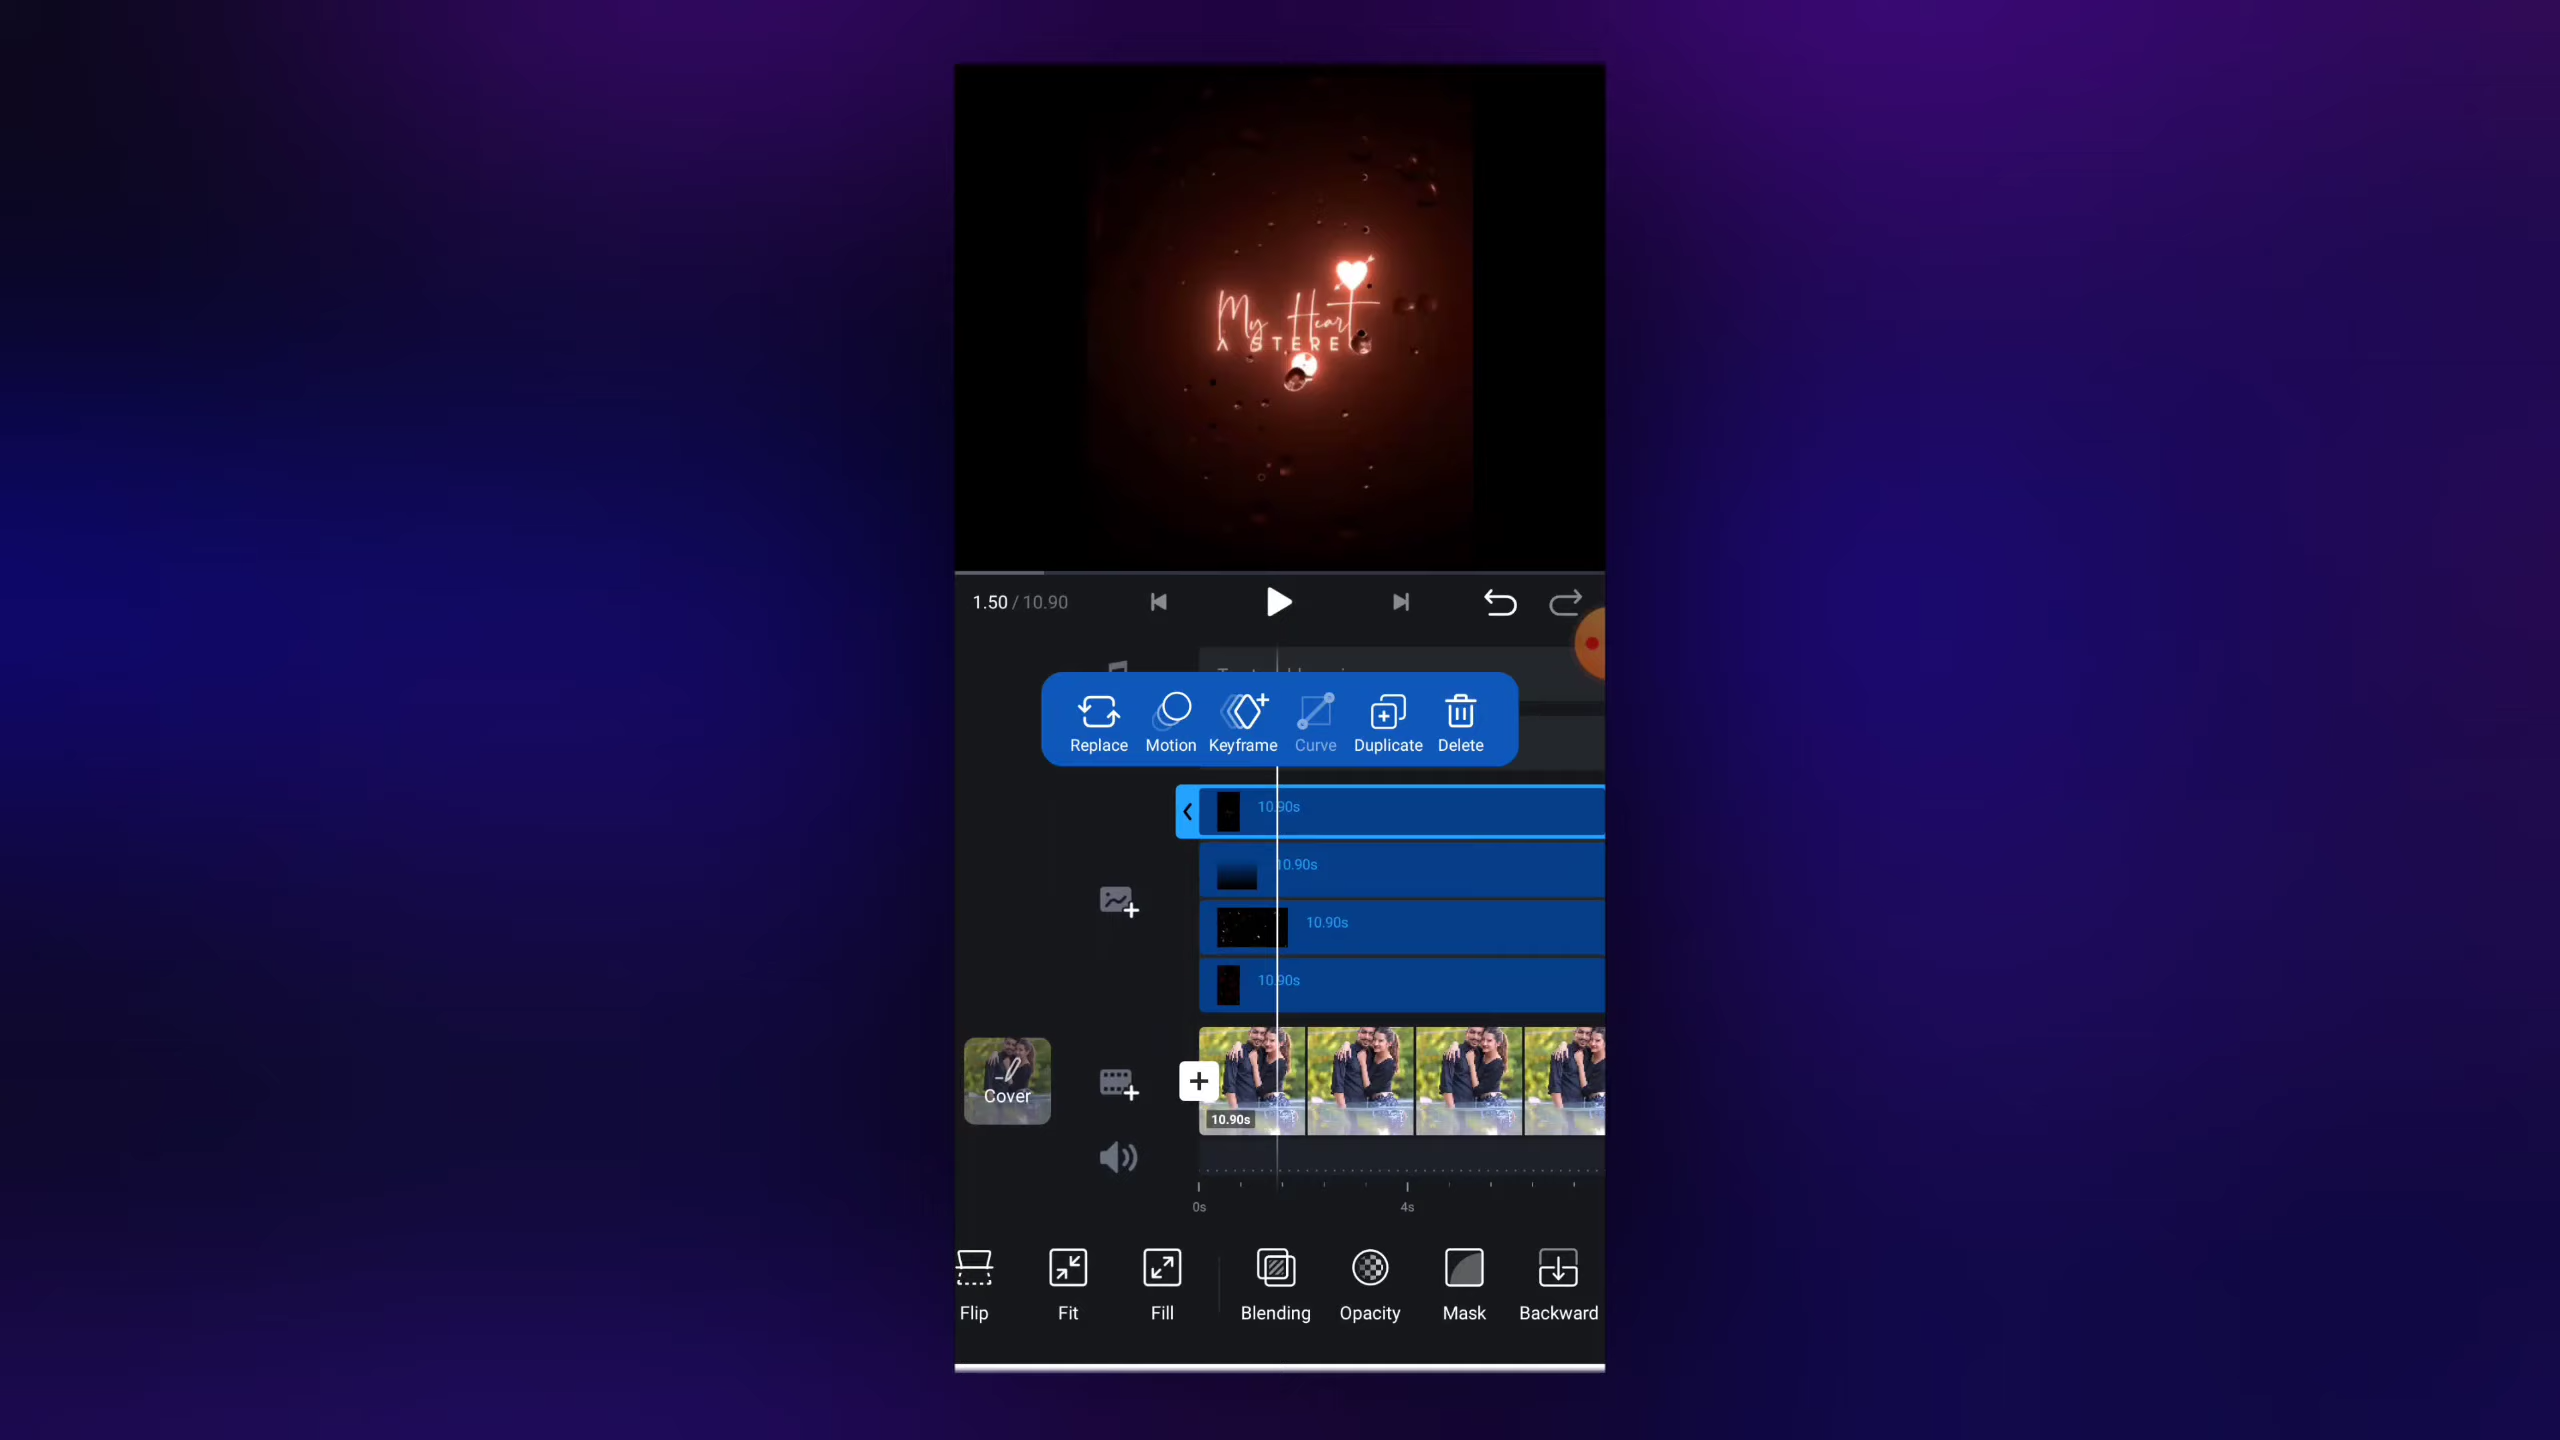 My Heart
A STERE
1.50 / 10.90
Replace Motion Keyframe Curve Duplicate Delete
10.90s
10.90s
10.90s
10.90s
Cover
10.90s
0s 4s
Flip Fit Fill Blending Opacity Mask Backward